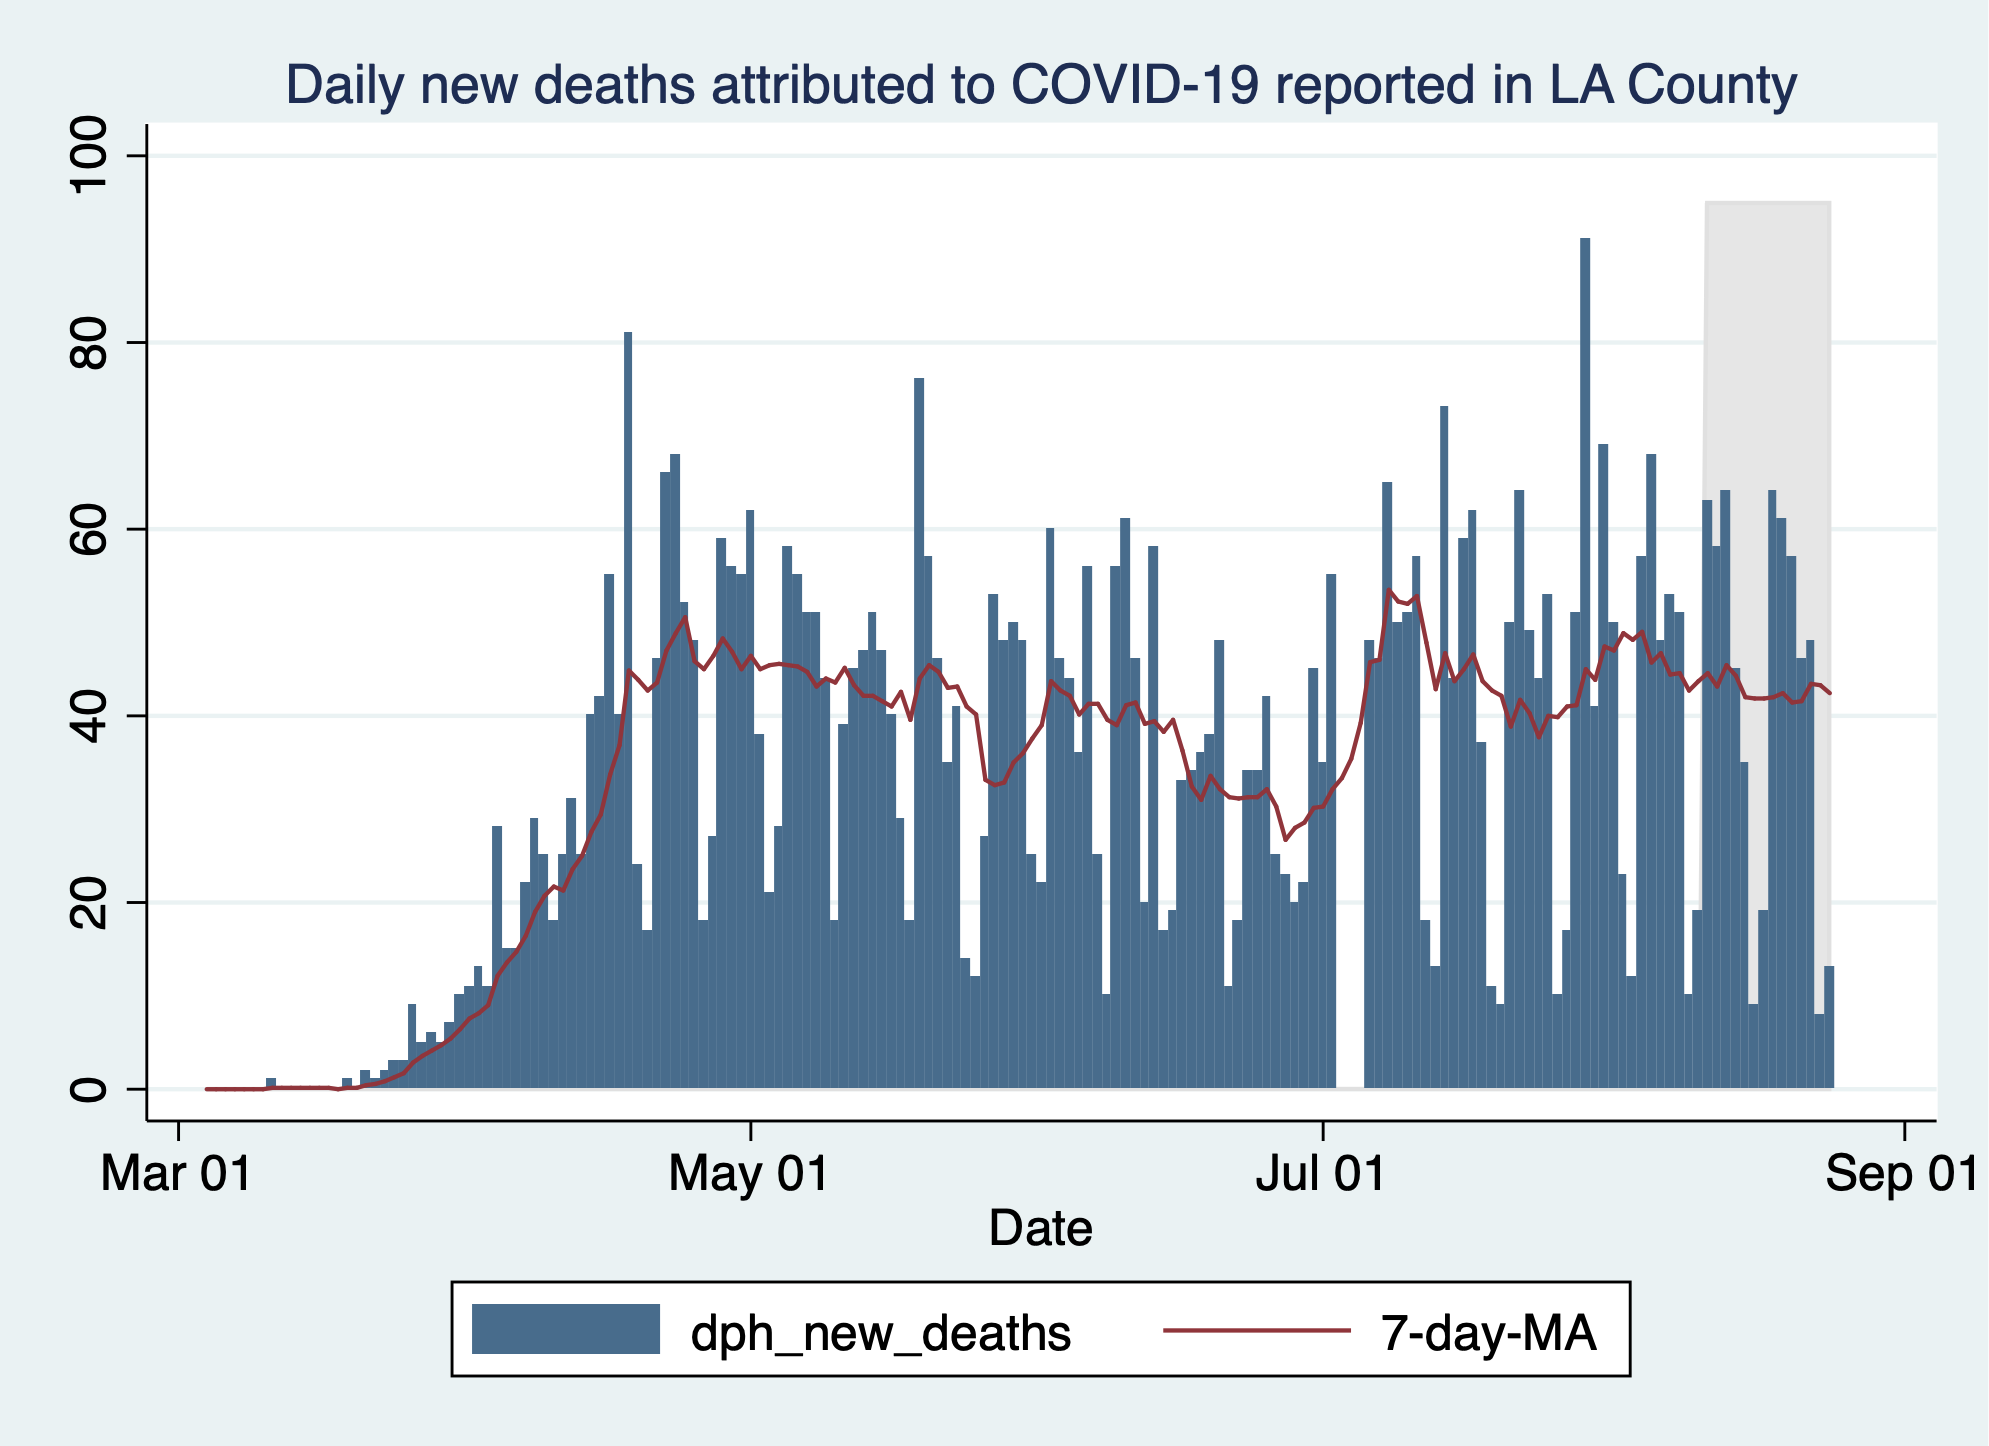 Daily new deaths attributed to COVID-19 reported in LA County
100
80
60
40
20
0
Mar 01 May 01 Jul 01 Sep 01
Date
dph_new_deaths 7-day-MA